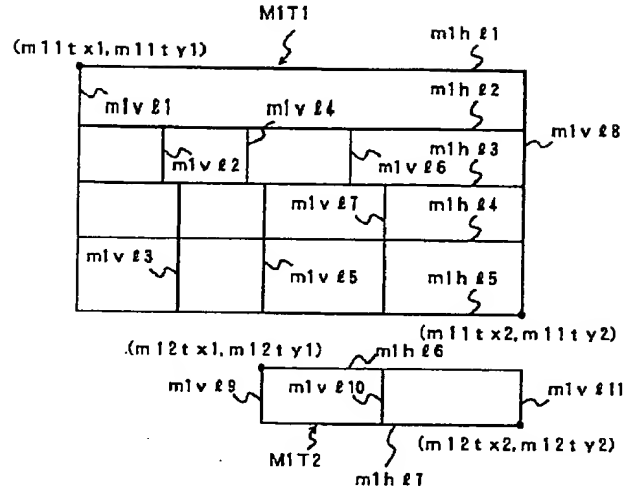 M1T1
(m11tx1,m11ty1)
m1hℓ1
m1vℓ1
m1vℓ4
m1hℓ2
m1vℓ8
m1vℓ2
m1vℓ6
m1hℓ3
m1vℓ7
m1hℓ4
m1vℓ3
m1vℓ5
m1hℓ5
(m11tx2,m11ty2)
(m12tx1,m12ty1)
m1hℓ6
m1vℓ9
m1vℓ10
m1vℓ11
M1T2
m1hℓ7
(m12tx2,m12ty2)